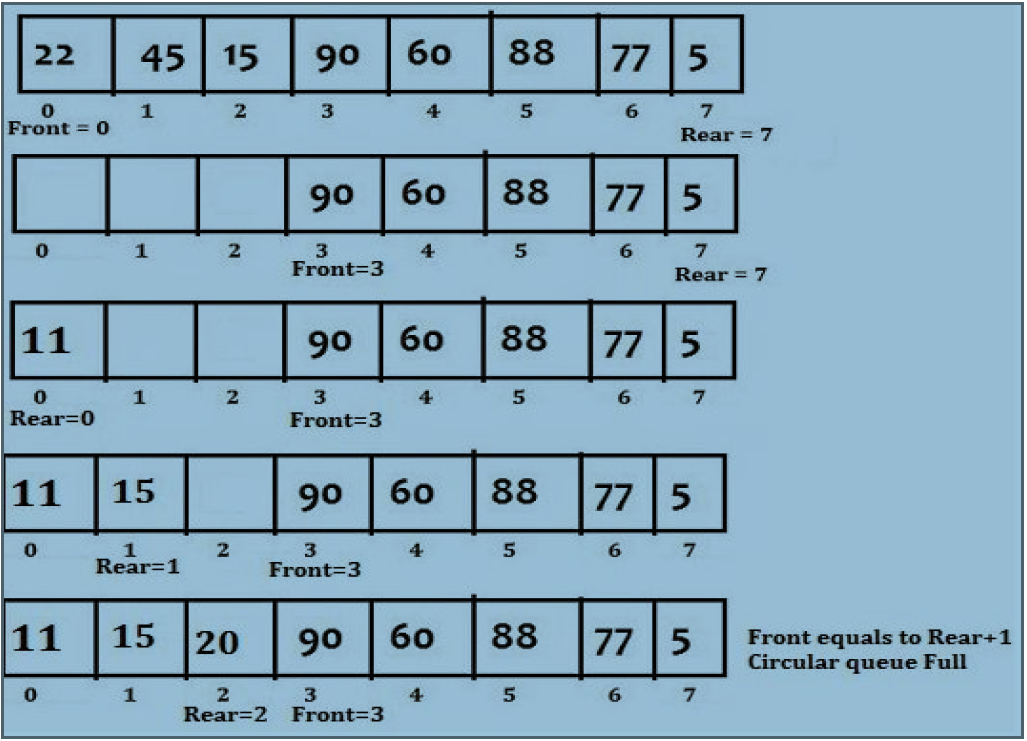 22 45 15 90 60 88 77 5
0 1 2 3 4 5 6 7
Front = 0 Rear = 7
90 60 88 77 5
0 1 2 3 4 5 6 7
Front=3 Rear = 7
11 90 60 88 77 5
0 1 2 3 4 5 6 7
Rear=0 Front=3
11 15 90 60 88 77 5
0 1 2 3 4 5 6 7
Rear=1 Front=3
11 15 20 90 60 88 77 5
Front equals to Rear+1
Circular queue Full
0 1 2 3 4 5 6 7
Rear=2 Front=3